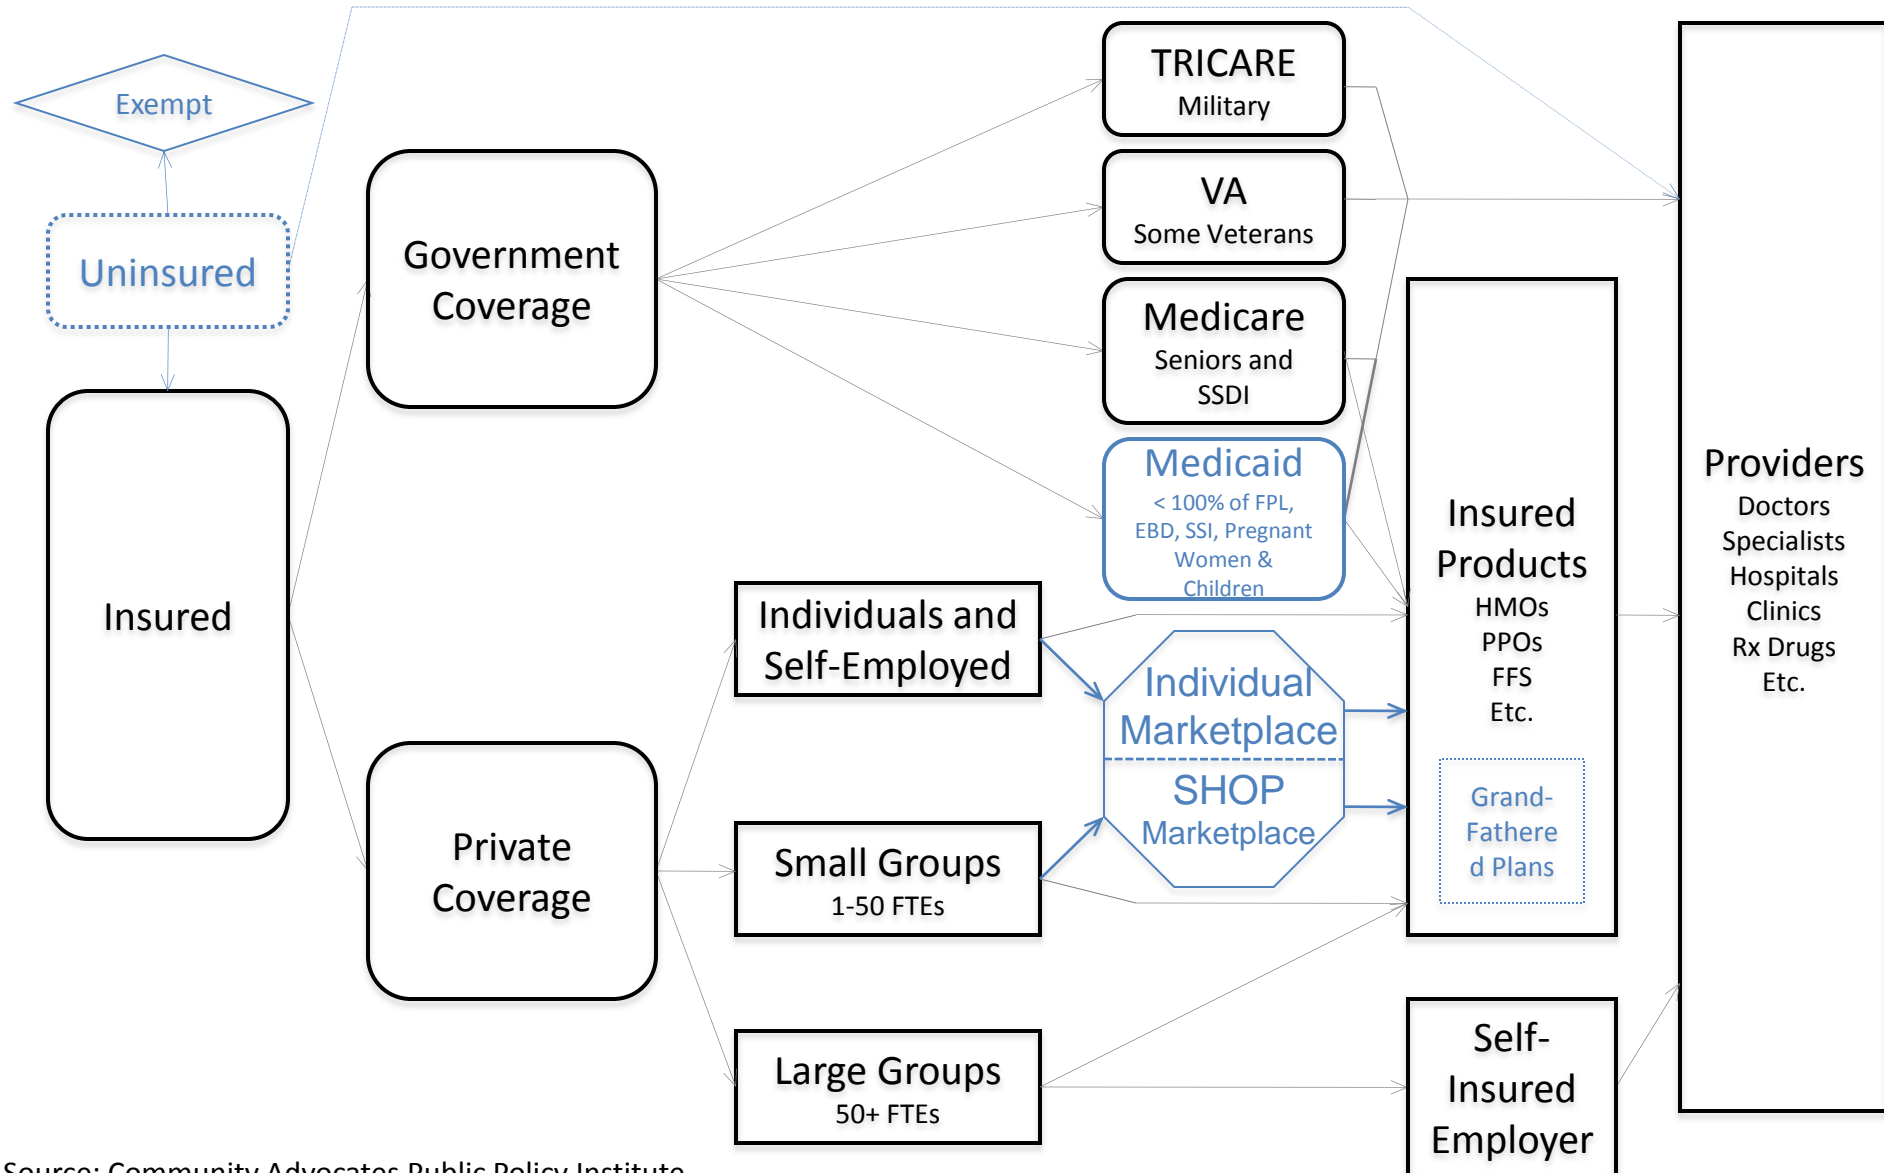 Exempt
Uninsured
Insured
Government
Coverage
Private
Coverage
TRICARE
Military
VA
Some Veterans
Medicare
Seniors and
SSDI
Medicaid
< 100% of FPL,
EBD, SSI, Pregnant
Women &
Children
Individuals and
Self-Employed
Small Groups
1-50 FTEs
Large Groups
50+ FTEs
Individual
Marketplace
SHOP
Marketplace
Insured
Products
HMOs
PPOs
FFS
Etc.
Grand-
Fathere
d Plans
Self-
Insured
Employer
Providers
Doctors
Specialists
Hospitals
Clinics
Rx Drugs
Etc.
Source: Community Advocates Public Policy Institute